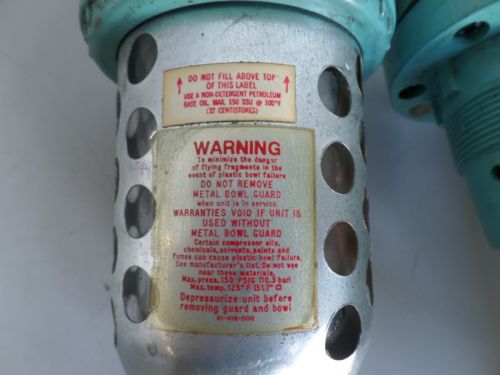 DO NOT FILL ABOVE TOP
OF THIS LABEL
USE A NON-DETERGENT PETROLEUM
BASE OIL, MAX. 150 SSU @ 100°F
(32 CENTISTOKES)
WARNING
To minimize the danger
of flying fragments in the
event of plastic bowl failure
DO NOT REMOVE
METAL BOWL GUARD
when unit is in service.
WARRANTIES VOID IF UNIT IS
USED WITHOUT
METAL BOWL GUARD
Certain compressor oils,
chemicals, solvents, paints and
fumes can cause plastic bowl failure.
See manufacturer's list. Do not use
near these materials.
Max. press. 150 PSIG (10.3 bar)
Max. temp. 125°F (51.7° C)
Depressurize unit before
removing guard and bowl
81-618-000